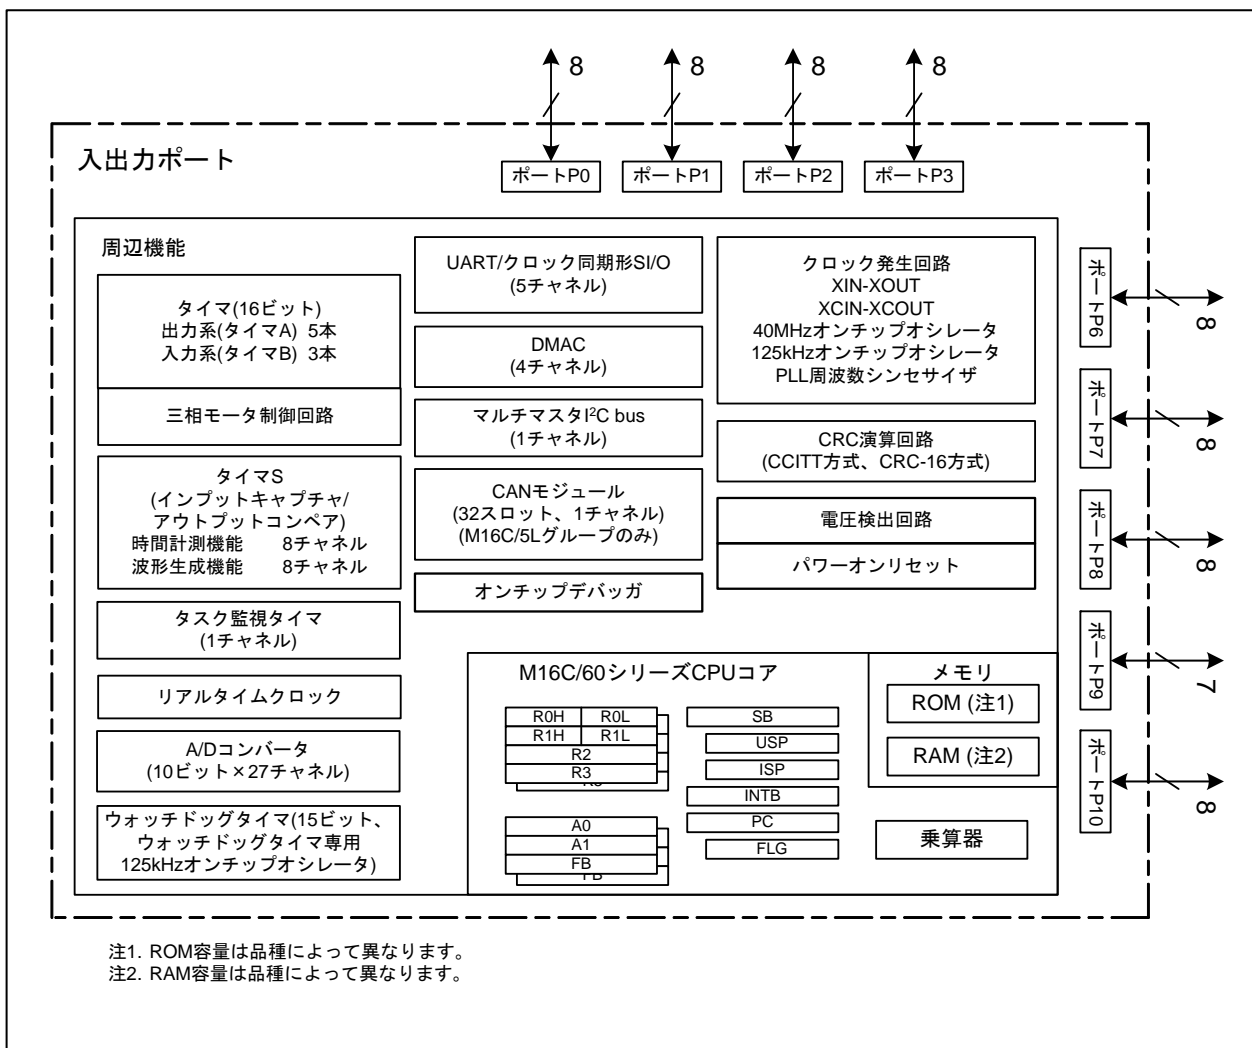 8
8
8
8
入出力ポート
ポートP0
ポートP1
ポートP2
ポートP3
周辺機能
タイマ(16ビット)
出力系(タイマA) 5本
入力系(タイマB) 3本
三相モータ制御回路
タイマS
(インプットキャプチャ/
アウトプットコンペア)
時間計測機能 8チャネル
波形生成機能 8チャネル
タスク監視タイマ
(1チャネル)
リアルタイムクロック
A/Dコンバータ
(10ビット×27チャネル)
ウォッチドッグタイマ(15ビット、
ウォッチドッグタイマ専用
125kHzオンチップオシレータ)
UART/クロック同期形SI/O
(5チャネル)
DMAC
(4チャネル)
マルチマスタI²C bus
(1チャネル)
CANモジュール
(32スロット、1チャネル)
(M16C/5Lグループのみ)
オンチップデバッガ
クロック発生回路
XIN-XOUT
XCIN-XCOUT
40MHzオンチップオシレータ
125kHzオンチップオシレータ
PLL周波数シンセサイザ
CRC演算回路
(CCITT方式、CRC-16方式)
電圧検出回路
パワーオンリセット
M16C/60シリーズCPUコア
R0H R0L
R1H R1L
R2
R3
R3
A0
A1
FB
FB
SB
USP
ISP
INTB
PC
FLG
メモリ
ROM (注1)
RAM (注2)
乗算器
ポートP6
8
ポートP7
8
ポートP8
8
ポートP9
7
ポートP10
8
注1. ROM容量は品種によって異なります。
注2. RAM容量は品種によって異なります。